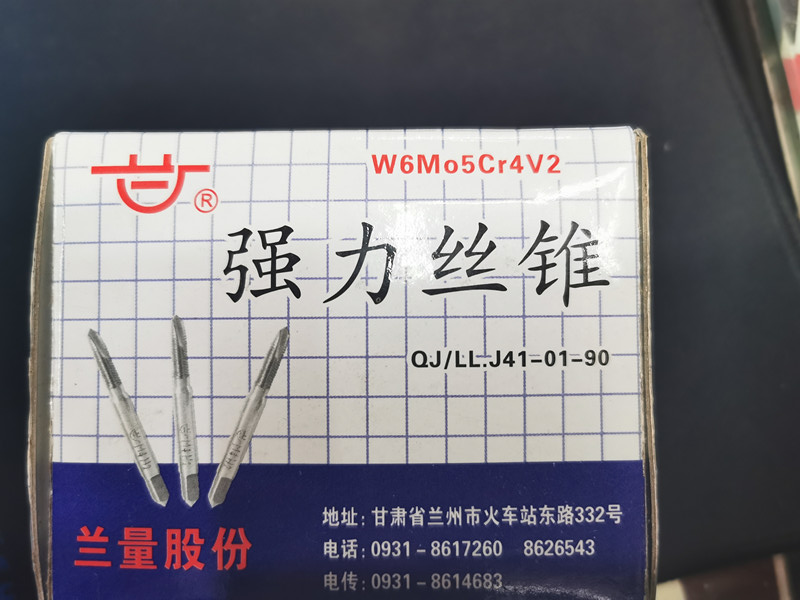 甘®
W6Mo5Cr4V2
强力丝锥
QJ/LL.J41-01-90
兰量股份
地址：甘肃省兰州市火车站东路332号
电话：0931-8617260 8626543
电传：0931-8614683